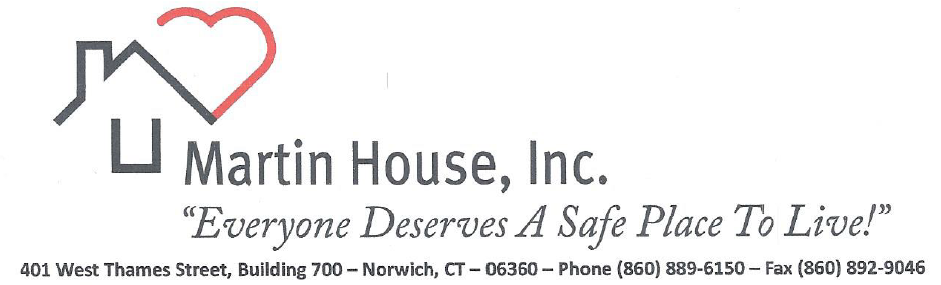 Martin House, Inc.
“Everyone Deserves A Safe Place To Live!”
401 West Thames Street, Building 700 – Norwich, CT – 06360 – Phone (860) 889-6150 – Fax (860) 892-9046